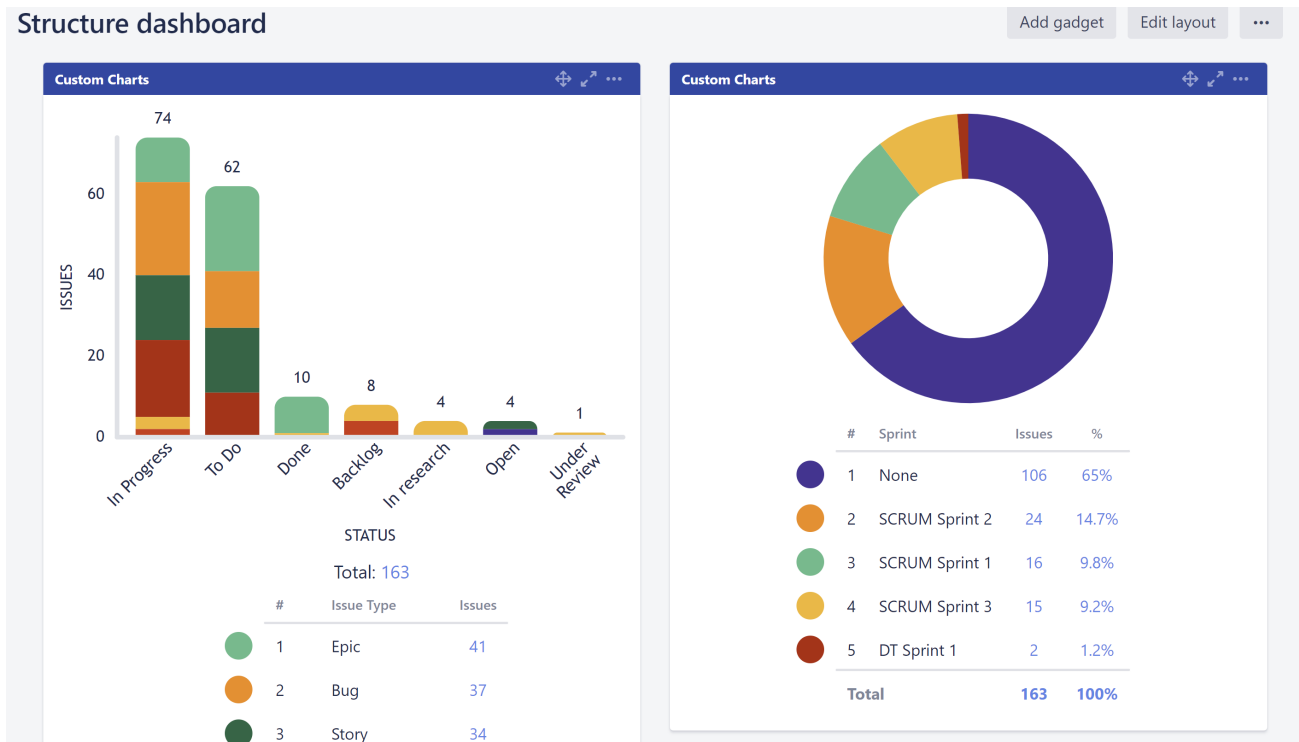 Structure dashboard
Add gadget
Edit layout
Custom Charts
74
62
10
8
4
4
1
60
40
20
0
ISSUES
In Progress
To Do
Done
Backlog
In research
Open
Under
Review
STATUS
Total: 163
# Issue Type Issues
1 Epic 41
2 Bug 37
3 Story 34
Custom Charts
# Sprint Issues %
1 None 106 65%
2 SCRUM Sprint 2 24 14.7%
3 SCRUM Sprint 1 16 9.8%
4 SCRUM Sprint 3 15 9.2%
5 DT Sprint 1 2 1.2%
Total 163 100%